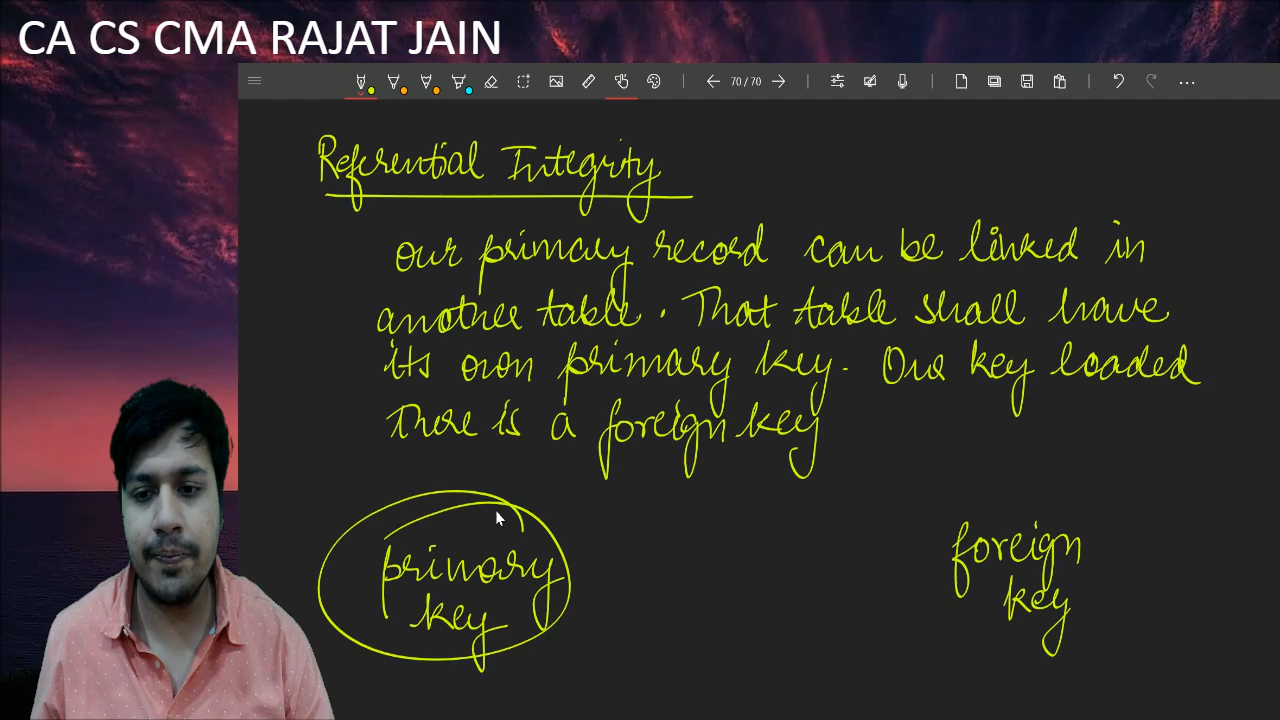 CA CS CMA RAJAT JAIN
70/70
Referential Integrity
our primary record can be linked in
another table. That table shall have
its own primary key. Our key loaded
there is a foreign key
primary
key
foreign
key